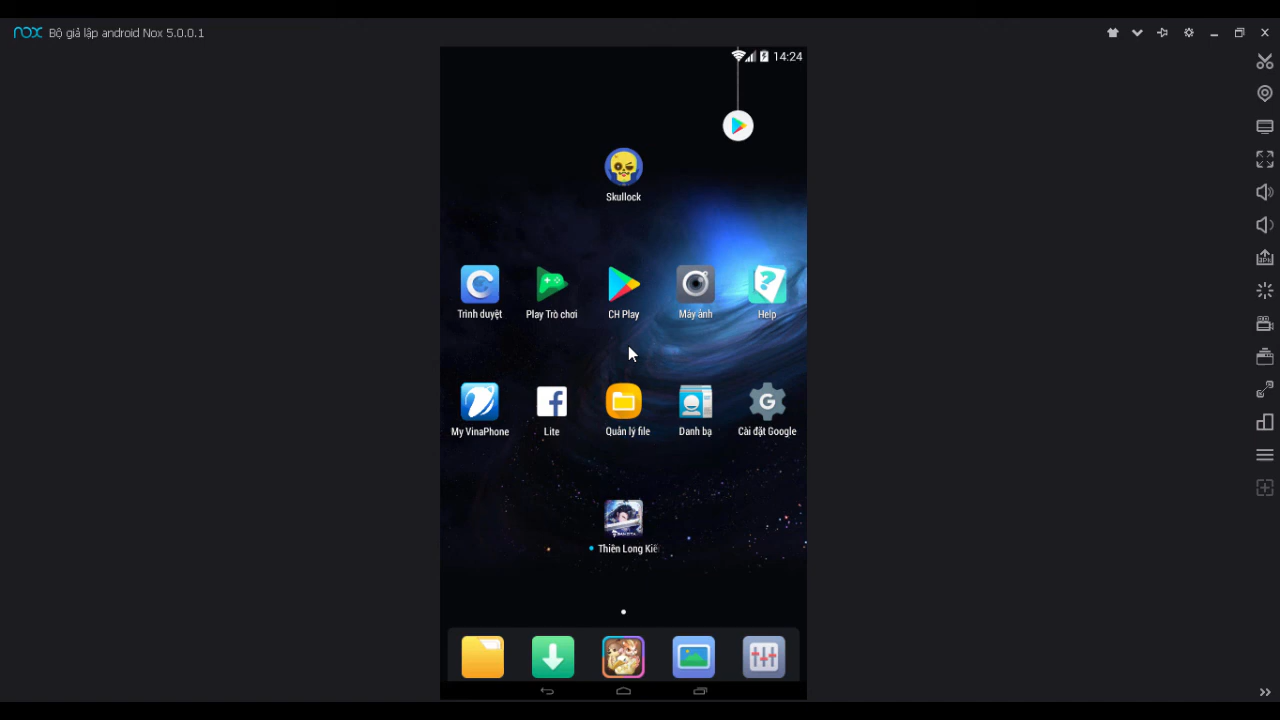 nox Bộ giả lập android Nox 5.0.0.1
14:24
Skullock
Trình duyệt
Play Trò chơi
CH Play
Máy ảnh
Help
My VinaPhone
Lite
Quản lý file
Danh bạ
Cài đặt Google
Thiên Long Kiế